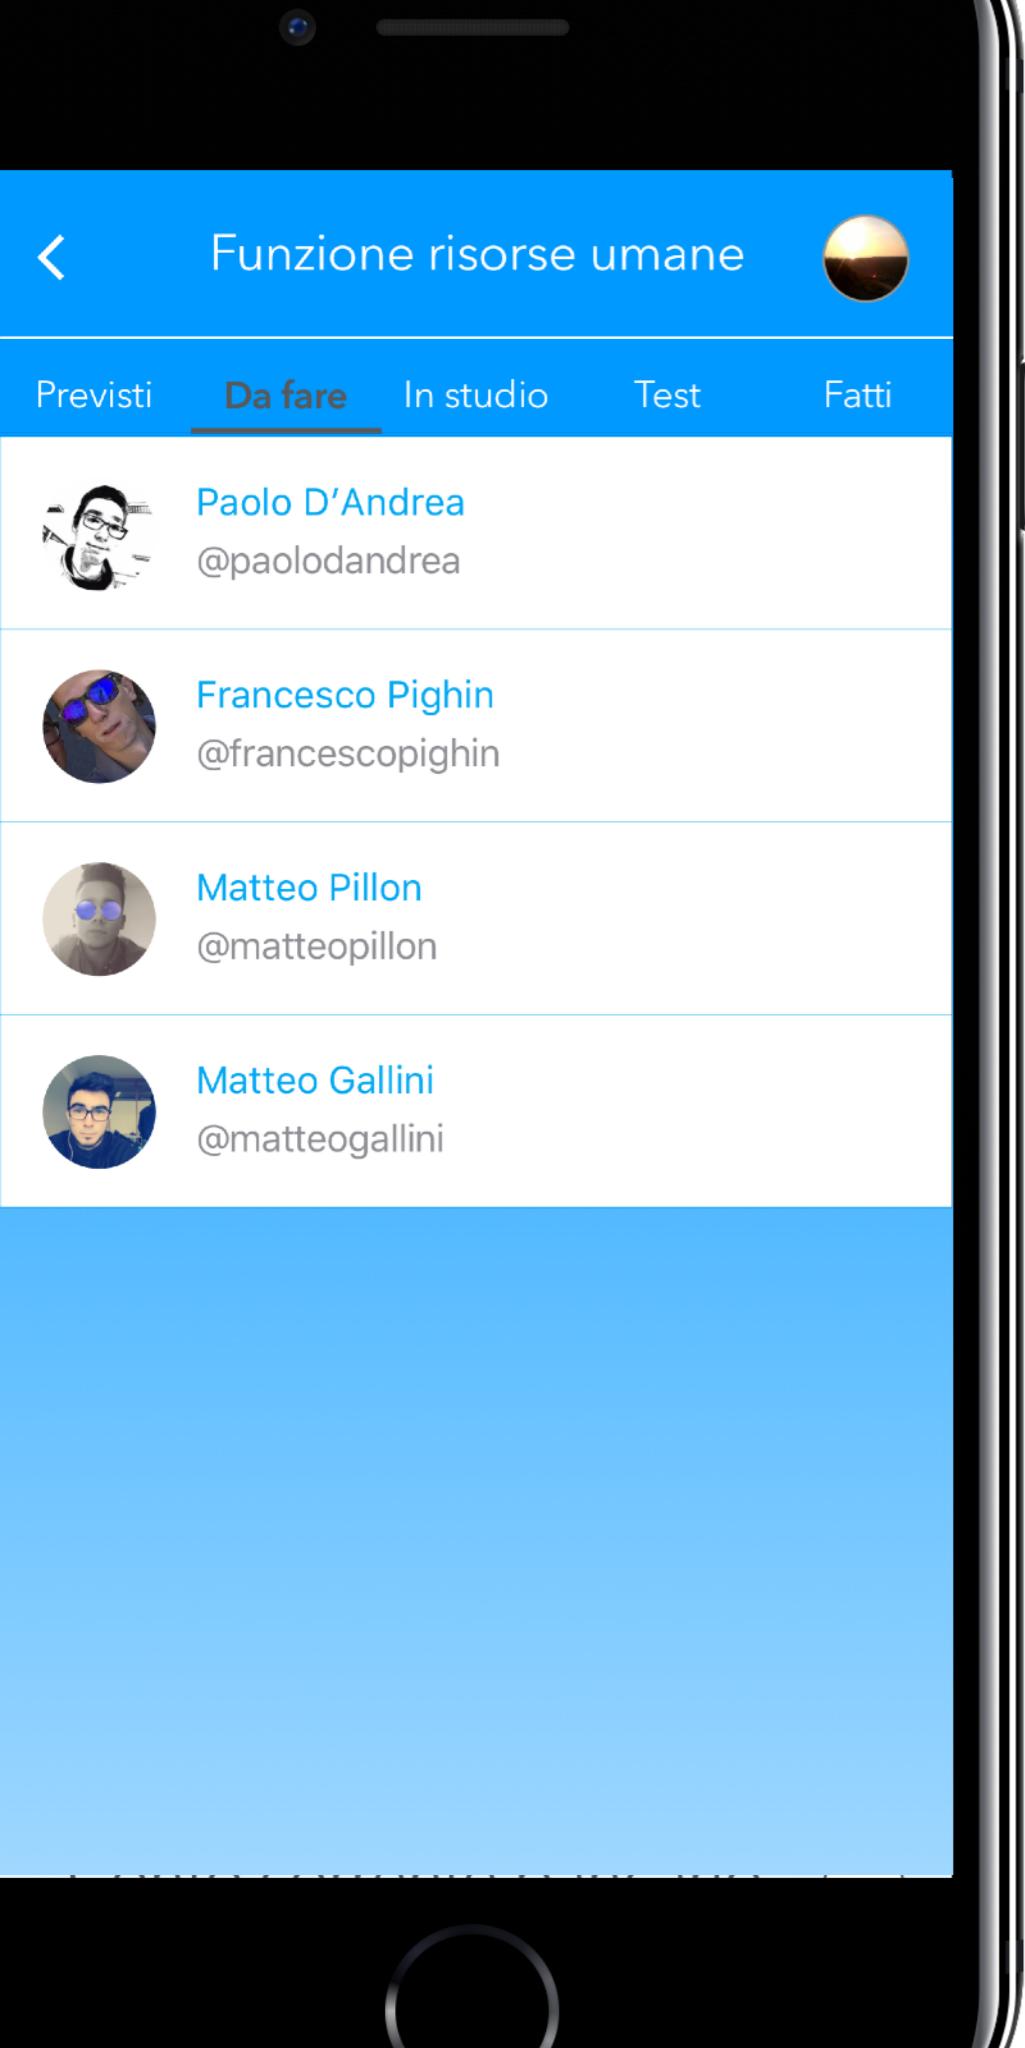 Funzione risorse umane
Previsti Da fare In studio Test Fatti
Paolo D’Andrea
@paolodandrea
Francesco Pighin
@francescopighin
Matteo Pillon
@matteopillon
Matteo Gallini
@matteogallini